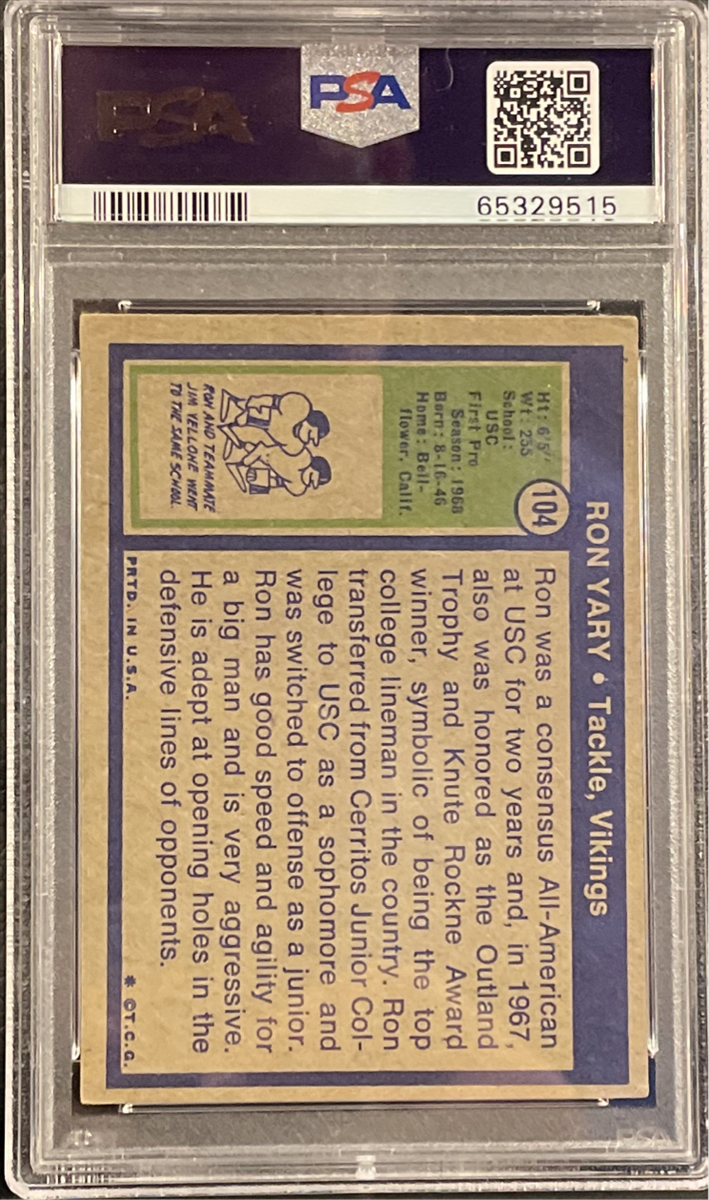 PSA
PSA
65329515
RON YARY • Tackle, Vikings
104
Ht: 6'5"
Wt: 255
School:
USC
First Pro
Season: 1968
Born: 8-16-46
Home: Bell-
flower, Calif.
RON AND TEAMMATE
JIM VELLONE WENT
TO THE SAME SCHOOL.
Ron was a consensus All-American
at USC for two years and, in 1967,
also was honored as the Outland
Trophy and Knute Rockne Award
winner, symbolic of being the top
college lineman in the country. Ron
transferred from Cerritos Junior Col-
lege to USC as a sophomore and
was switched to offense as a junior.
Ron has good speed and agility for
a big man and is very aggressive.
He is adept at opening holes in the
defensive lines of opponents.
PRTD. IN U.S.A.
* ©T.C.G.
PSA